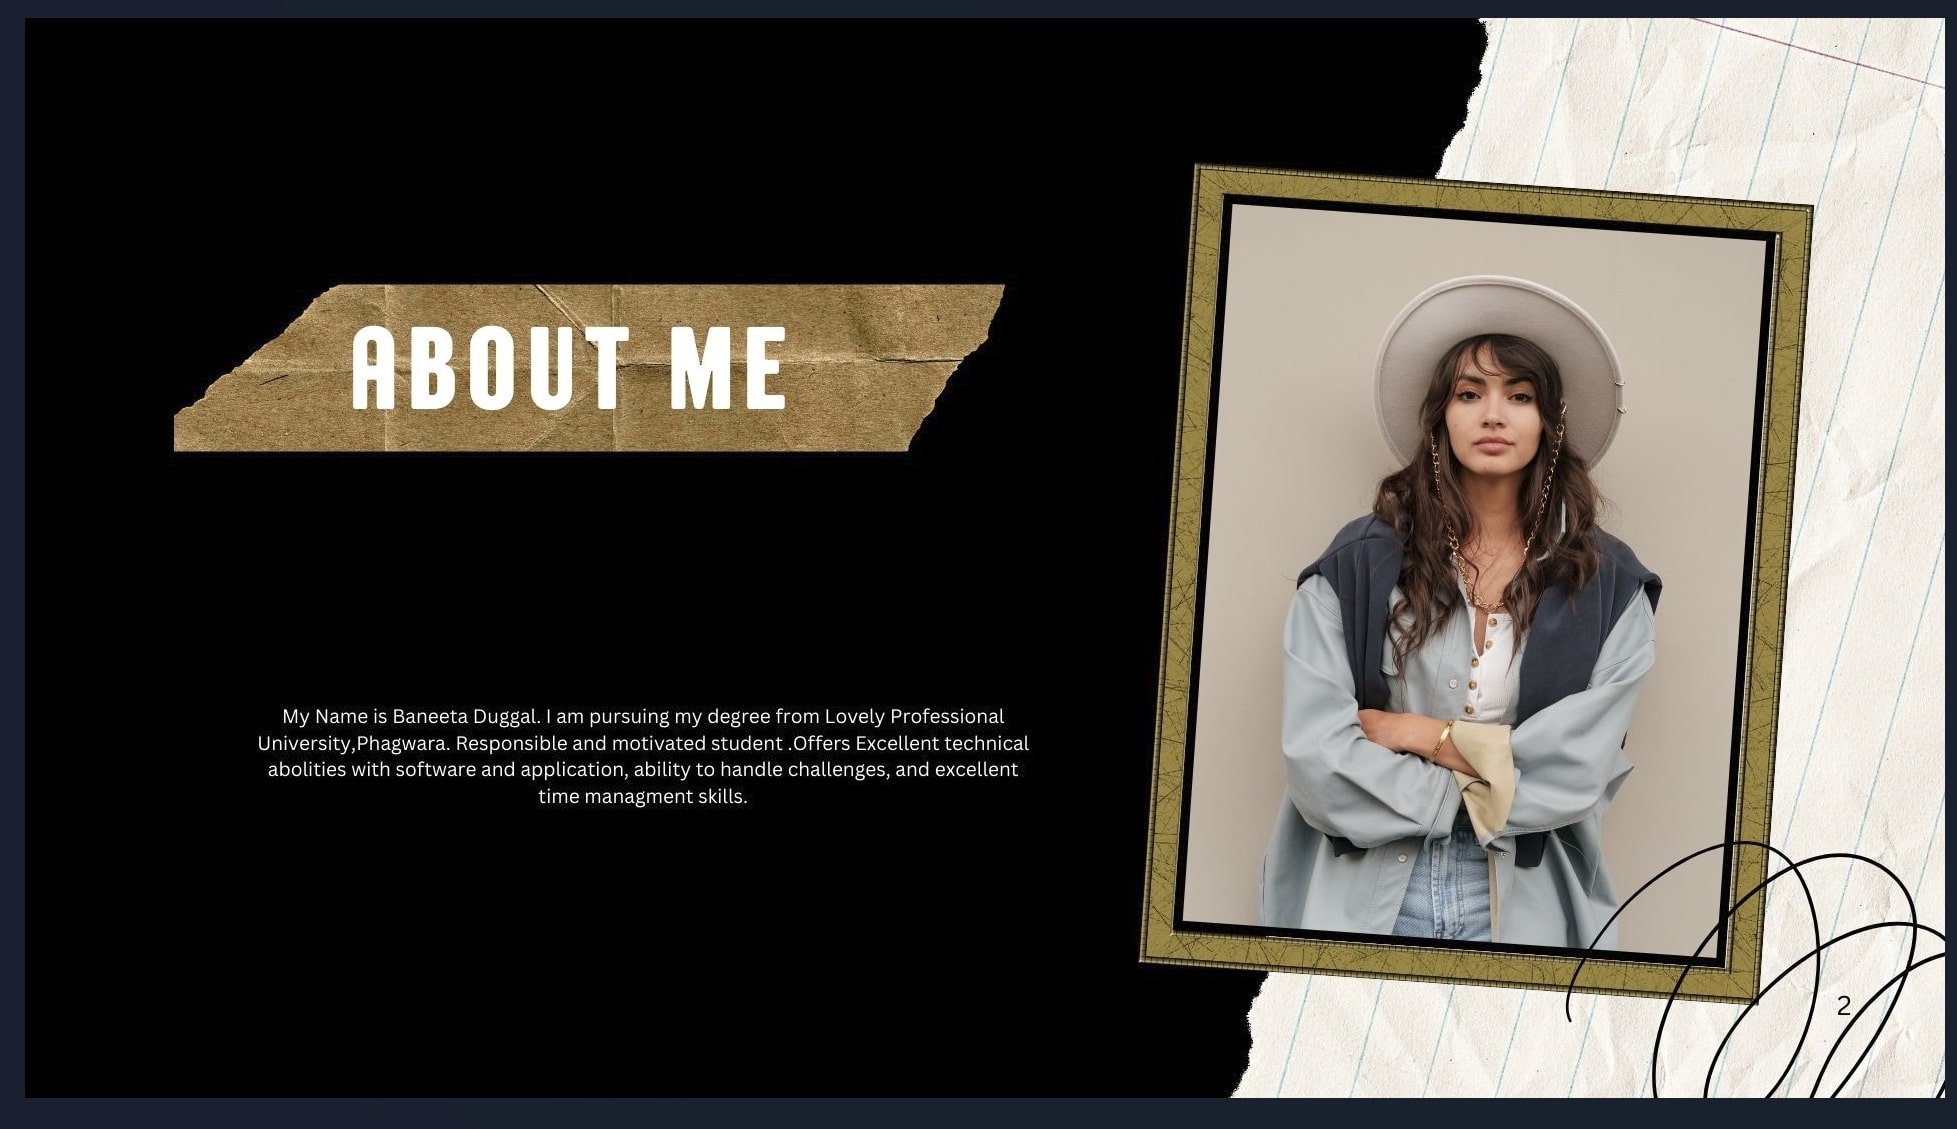 ABOUT ME
My Name is Baneeta Duggal. I am pursuing my degree from Lovely Professional
University,Phagwara. Responsible and motivated student .Offers Excellent technical
abolities with software and application, ability to handle challenges, and excellent
time managment skills.
2